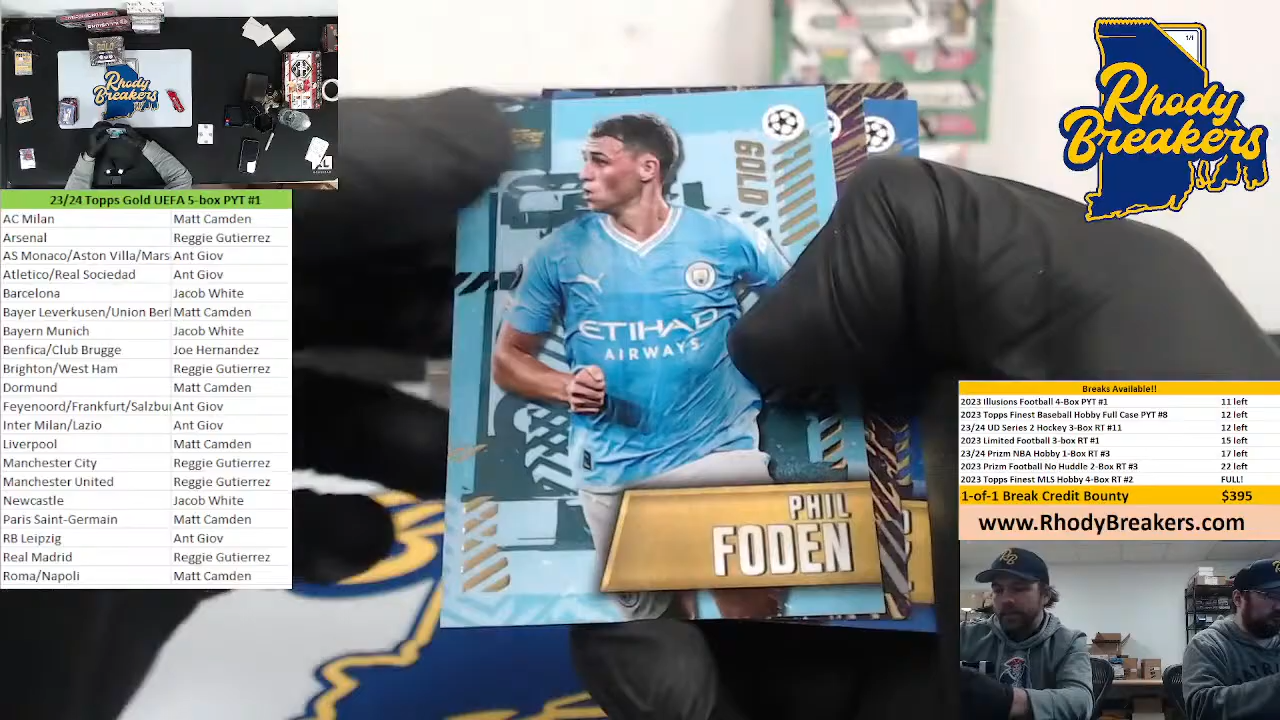 Rhody
Breakers
23/24 Topps Gold UEFA 5-box PYT #1
AC Milan Matt Camden
Arsenal Reggie Gutierrez
AS Monaco/Aston Villa/Mars Ant Giov
Atletico/Real Sociedad Ant Giov
Barcelona Jacob White
Bayer Leverkusen/Union Berl Matt Camden
Bayern Munich Jacob White
Benfica/Club Brugge Joe Hernandez
Brighton/West Ham Reggie Gutierrez
Dormund Matt Camden
Feyenoord/Frankfurt/Salzbu Ant Giov
Inter Milan/Lazio Ant Giov
Liverpool Matt Camden
Manchester City Reggie Gutierrez
Manchester United Reggie Gutierrez
Newcastle Jacob White
Paris Saint-Germain Matt Camden
RB Leipzig Ant Giov
Real Madrid Reggie Gutierrez
Roma/Napoli Matt Camden
GOLD
ETIHAD
AIRWAYS
PHIL
FODEN
1/1
Rhody
Breakers
Breaks Available!!
2023 Illusions Football 4-Box PYT #1 11 left
2023 Topps Finest Baseball Hobby Full Case PYT #8 12 left
23/24 UD Series 2 Hockey 3-Box RT #11 12 left
2023 Limited Football 3-box RT #1 15 left
23/24 Prizm NBA Hobby 1-Box RT #3 17 left
2023 Prizm Football No Huddle 2-Box RT #3 22 left
2023 Topps Finest MLS Hobby 4-Box RT #2 FULL!
1-of-1 Break Credit Bounty $395
www.RhodyBreakers.com